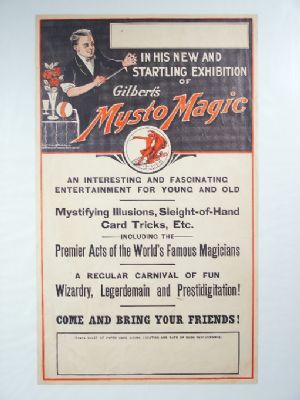 IN HIS NEW AND
STARTLING EXHIBITION
OF
Gilbert's
Mysto Magic
AN INTERESTING AND FASCINATING
ENTERTAINMENT FOR YOUNG AND OLD
Mystifying Illusions, Sleight-of-Hand
Card Tricks, Etc.
INCLUDING THE
Premier Acts of the World's Famous Magicians
A REGULAR CARNIVAL OF FUN
Wizardry, Legerdemain and Prestidigitation!
COME AND BRING YOUR FRIENDS!